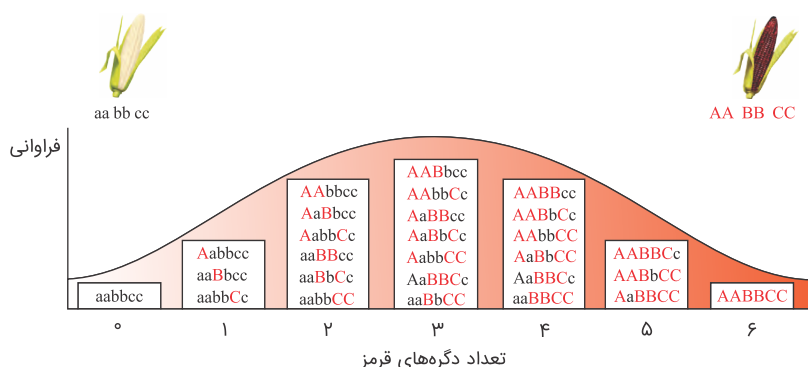 aa bb cc
AA BB CC
فراوانی
aabbcc
Aabbcc
aaBbcc
aabbCc
AAbbcc
AaBbcc
AabbCc
aaBBcc
aaBbCc
aabbCC
AABbcc
AAbbCc
AaBBcc
AaBbCc
AabbCC
AaBBCc
aaBbCC
AABBcc
AABbCc
AAbbCC
AaBbCC
AaBBCc
aaBBCC
AABBCc
AABbCC
AaBBCC
AABBCC
۰ ۱ ۲ ۳ ۴ ۵ ۶
تعداد دگره‌های قرمز